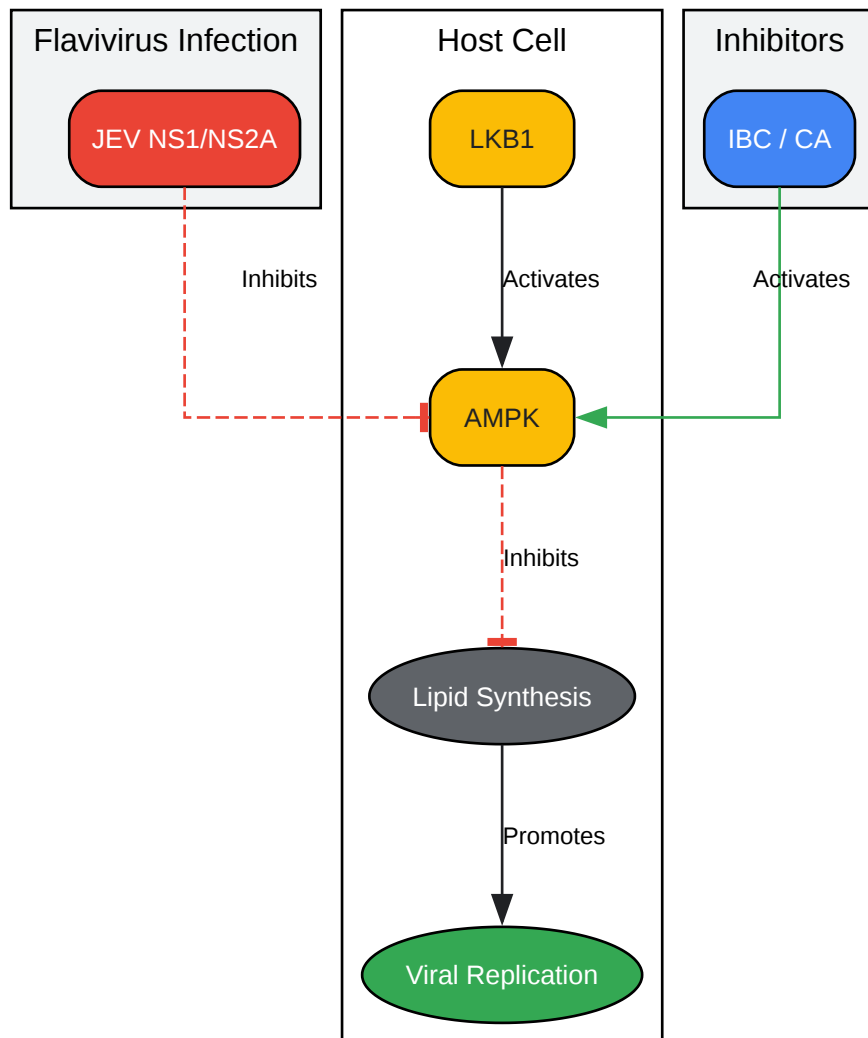 Flavivirus Infection
Host Cell
Inhibitors
JEV NS1/NS2A
LKB1
IBC / CA
Inhibits
Activates
Activates
AMPK
Inhibits
Lipid Synthesis
Promotes
Viral Replication